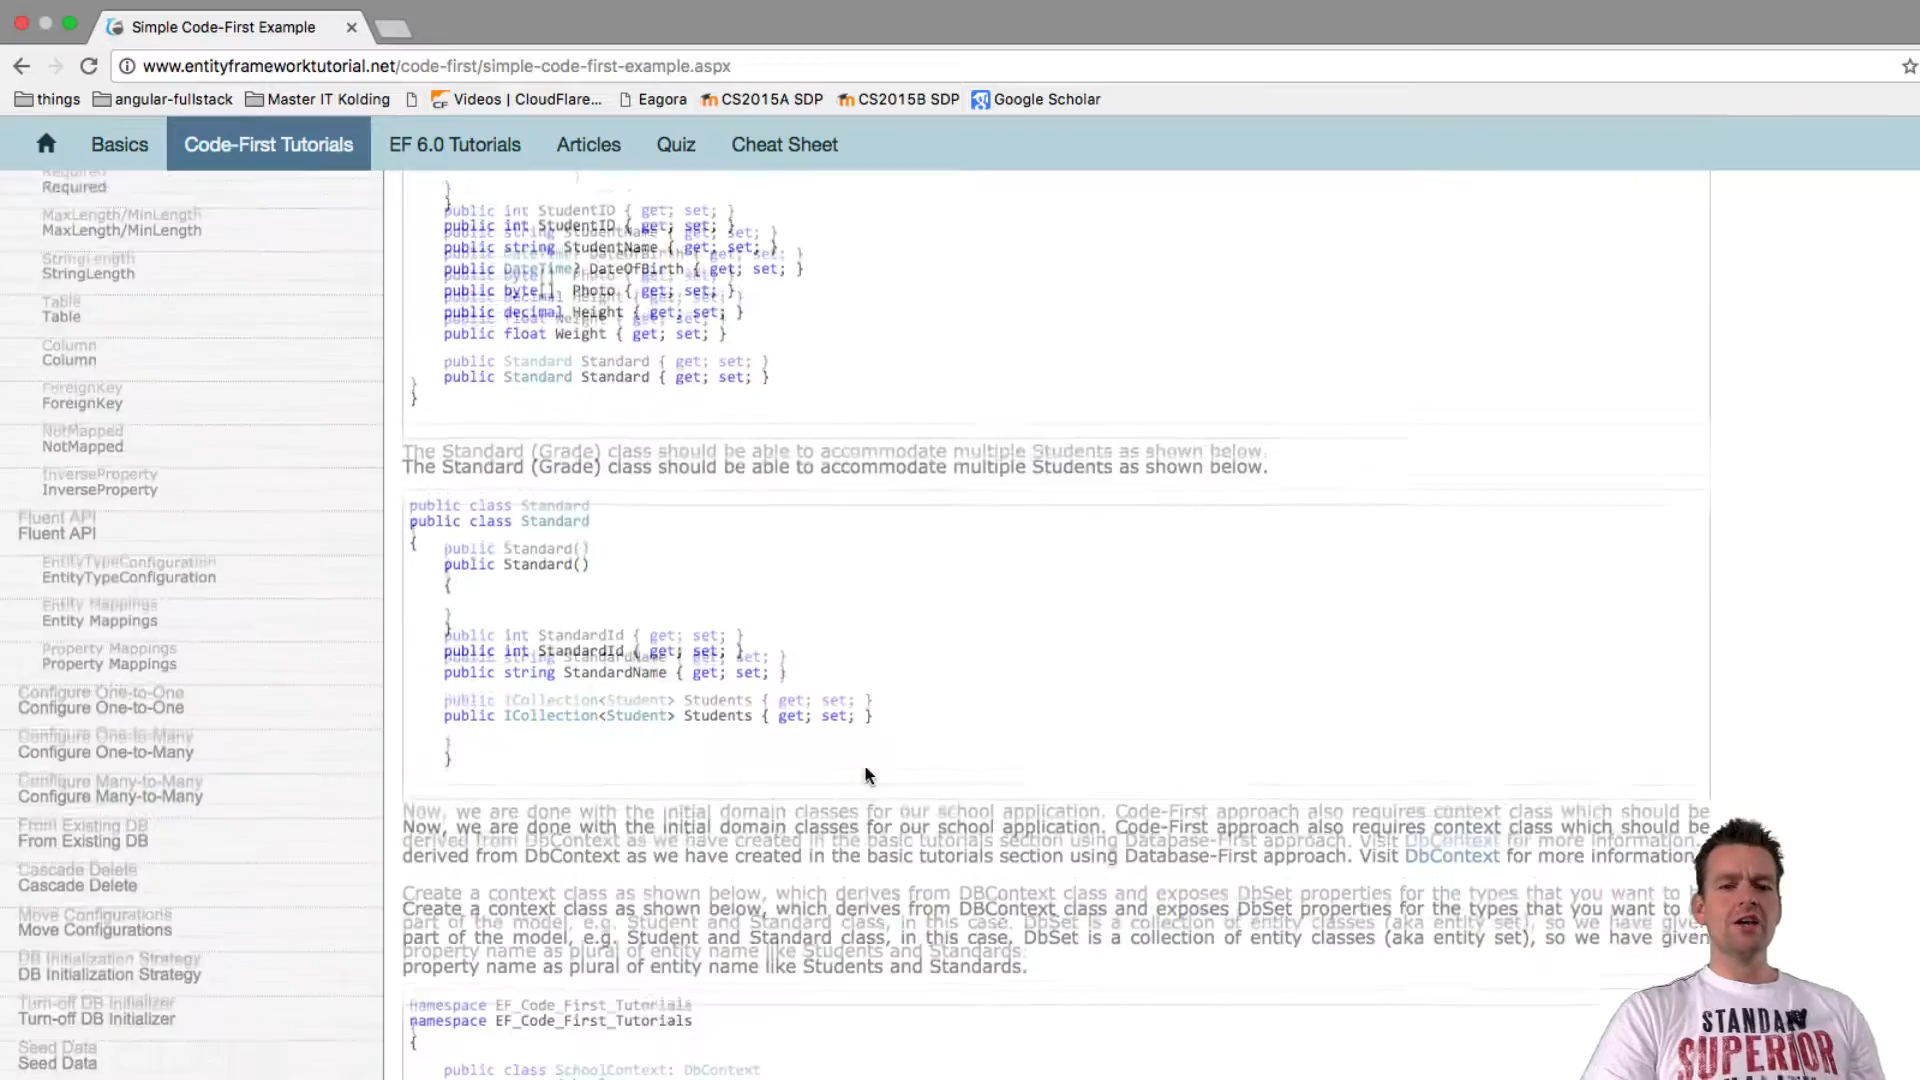 Simple Code-First Example
www.entityframeworktutorial.net/code-first/simple-code-first-example.aspx
things angular-fullstack Master IT Kolding Videos | CloudFlare... Eagora CS2015A SDP CS2015B SDP Google Scholar
Basics Code-First Tutorials EF 6.0 Tutorials Articles Quiz Cheat Sheet
Required
MaxLength/MinLength
StringLength
Table
Column
ForeignKey
NotMapped
InverseProperty
Fluent API
EntityTypeConfiguration
Entity Mappings
Property Mappings
Configure One-to-One
Configure One-to-Many
Configure Many-to-Many
From Existing DB
Cascade Delete
Move Configurations
DB Initialization Strategy
Turn-off DB Initializer
Seed Data
}
public int StudentID { get; set; }
public string StudentName { get; set; }
public DateTime? DateOfBirth { get; set; }
public byte[] Photo { get; set; }
public decimal Height { get; set; }
public float Weight { get; set; }
public Standard Standard { get; set; }
}
The Standard (Grade) class should be able to accommodate multiple Students as shown below.
public class Standard
{
public Standard()
{
}
public int StandardId { get; set; }
public string StandardName { get; set; }
public ICollection<Student> Students { get; set; }
}
Now, we are done with the initial domain classes for our school application. Code-First approach also requires context class which should be
derived from DbContext as we have created in the basic tutorials section using Database-First approach. Visit DbContext for more information.
Create a context class as shown below, which derives from DBContext class and exposes DbSet properties for the types that you want to
part of the model, e.g. Student and Standard class, in this case. DbSet is a collection of entity classes (aka entity set), so we have given
property name as plural of entity name like Students and Standards.
namespace EF_Code_First_Tutorials
{
public class SchoolContext: DbContext
SUPERIOR